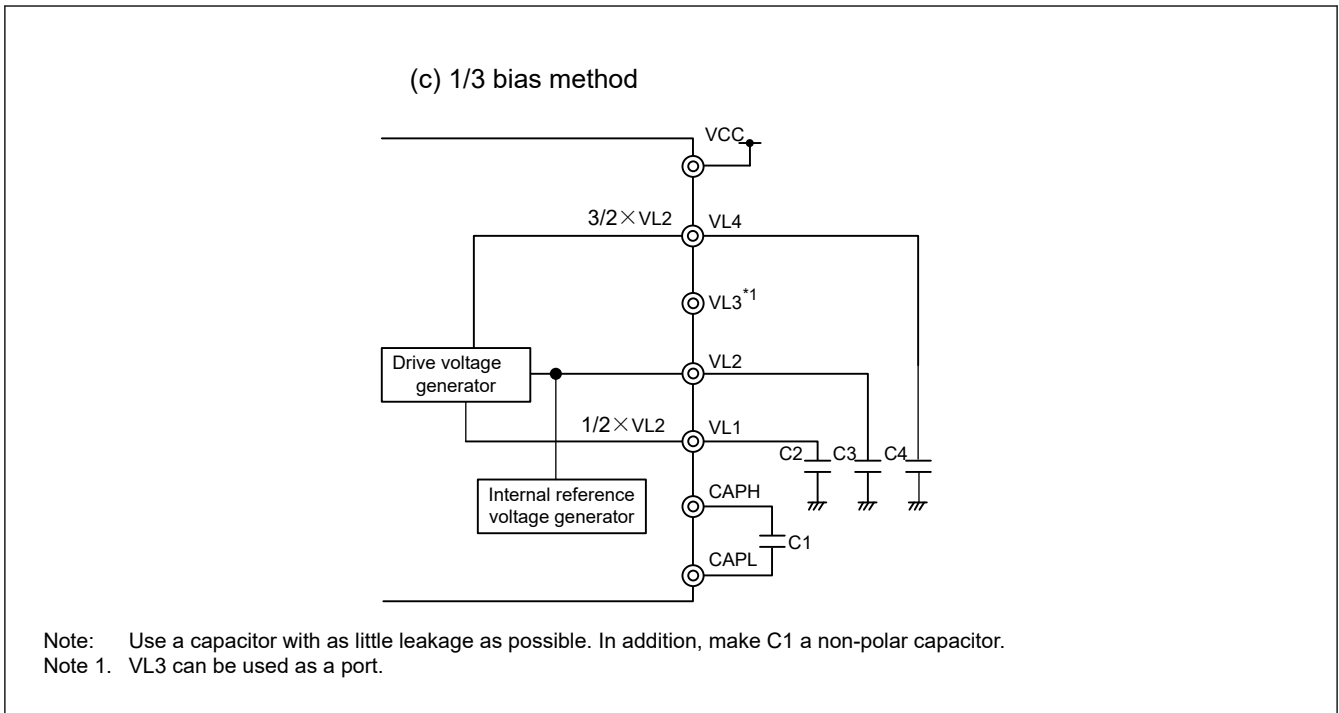 (c) 1/3 bias method
VCC
3/2×VL2
VL4
VL3*1
Drive voltage
generator
VL2
1/2×VL2
VL1
C2
C3
C4
Internal reference
voltage generator
CAPH
C1
CAPL
Note: Use a capacitor with as little leakage as possible. In addition, make C1 a non-polar capacitor.
Note 1. VL3 can be used as a port.